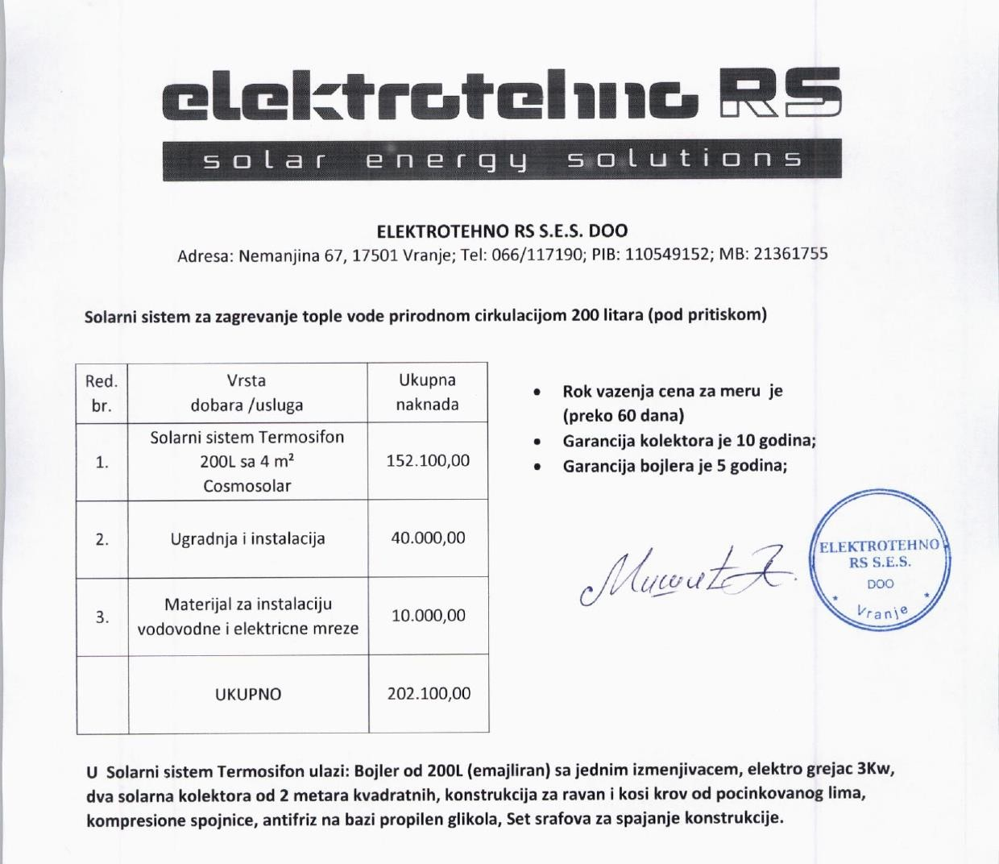 elektrotehno RS
solar energy solutions
ELEKTROTEHNO RS S.E.S. DOO
Adresa: Nemanjina 67, 17501 Vranje; Tel: 066/117190; PIB: 110549152; MB: 21361755
Solarni sistem za zagrevanje tople vode prirodnom cirkulacijom 200 litara (pod pritiskom)
Red. br.
Vrsta dobara /usluga
Ukupna naknada
1.
Solarni sistem Termosifon
200L sa 4 m²
Cosmosolar
152.100,00
2.
Ugradnja i instalacija
40.000,00
3.
Materijal za instalaciju
vodovodne i elektricne mreze
10.000,00
UKUPNO
202.100,00
• Rok vazenja cena za meru je
(preko 60 dana)
• Garancija kolektora je 10 godina;
• Garancija bojlera je 5 godina;
ELEKTROTEHNO
RS S.E.S.
DOO
* Vranje *
U Solarni sistem Termosifon ulazi: Bojler od 200L (emajliran) sa jednim izmenjivacem, elektro grejac 3Kw,
dva solarna kolektora od 2 metara kvadratnih, konstrukcija za ravan i kosi krov od pocinkovanog lima,
kompresione spojnice, antifriz na bazi propilen glikola, Set srafova za spajanje konstrukcije.